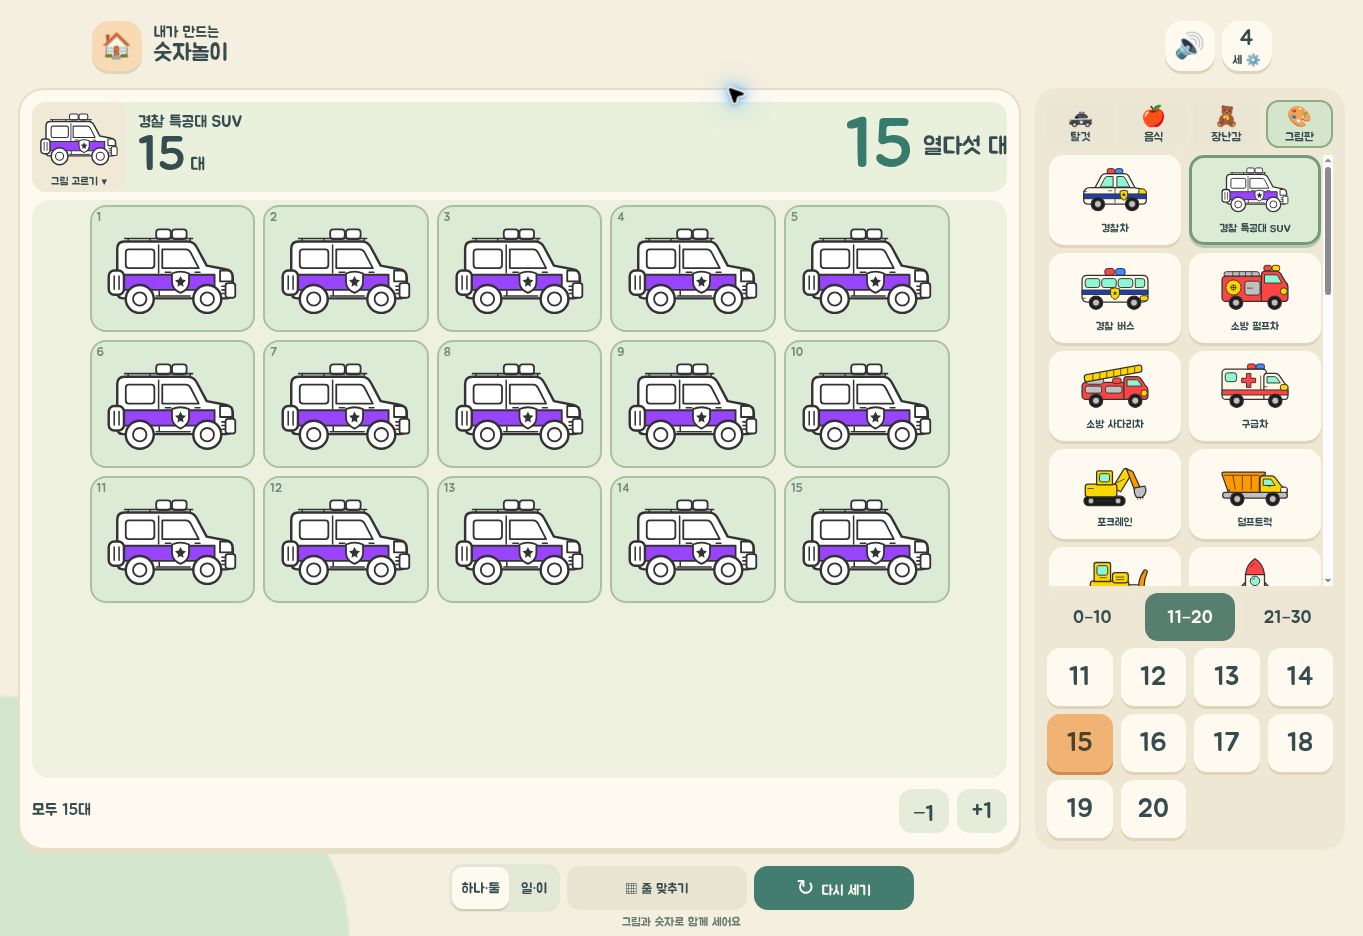 내가 만드는
숫자놀이
4
세
경찰 특공대 SUV
15 대
그림 고르기 ▾
15 열다섯 대
1
2
3
4
5
6
7
8
9
10
11
12
13
14
15
모두 15대
−1
+1
탈것
음식
장난감
그림판
경찰차
경찰 특공대 SUV
경찰 버스
소방 펌프차
소방 사다리차
구급차
포크레인
덤프트럭
0–10
11–20
21–30
11
12
13
14
15
16
17
18
19
20
하나·둘
일·이
▦ 줄 맞추기
↻ 다시 세기
그림과 숫자로 함께 세어요